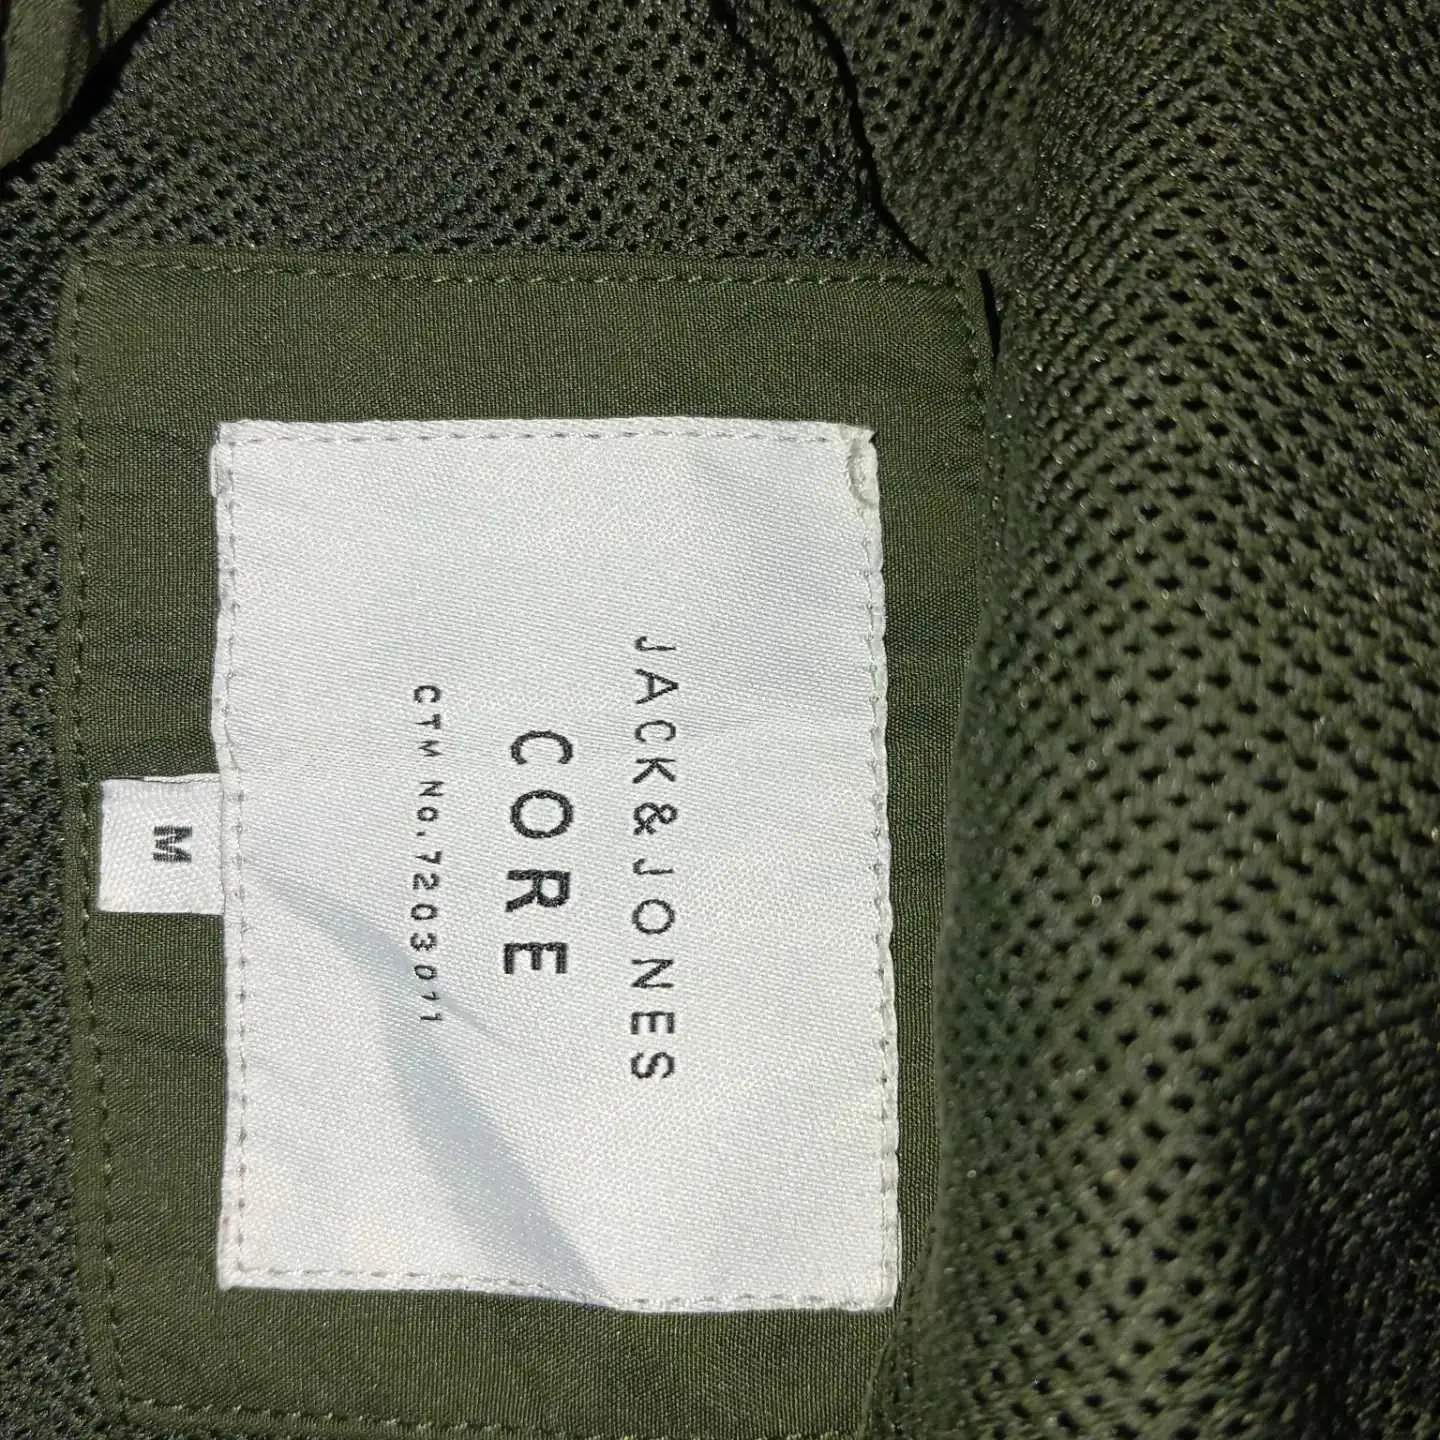 JACK&JONES
CORE
CTM No.7203011
M